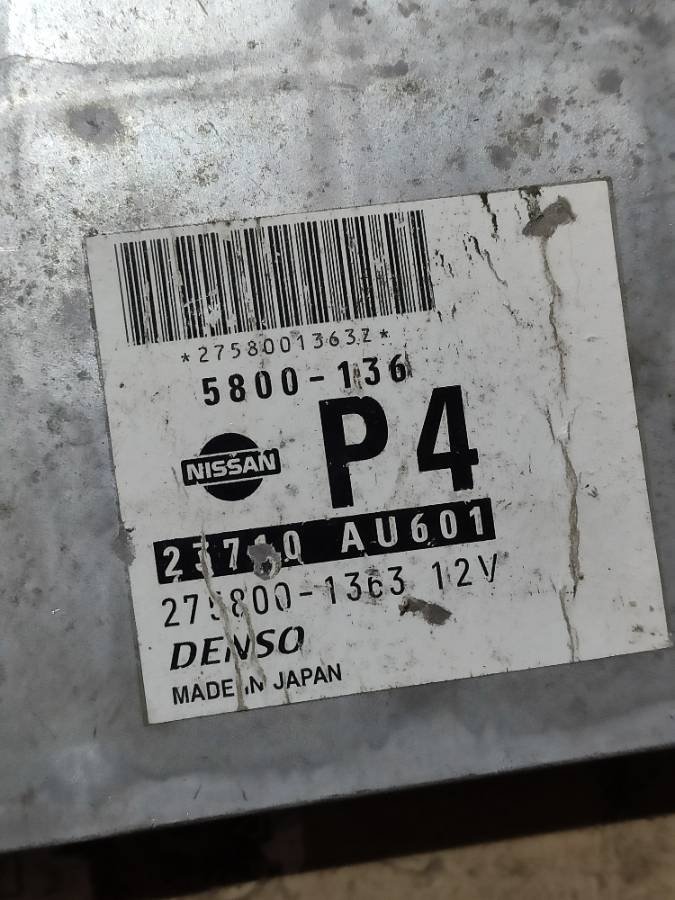 *2758001363Z*
5800-136
NISSAN
P4
23710 AU601
275800-1363 12V
DENSO
MADE IN JAPAN